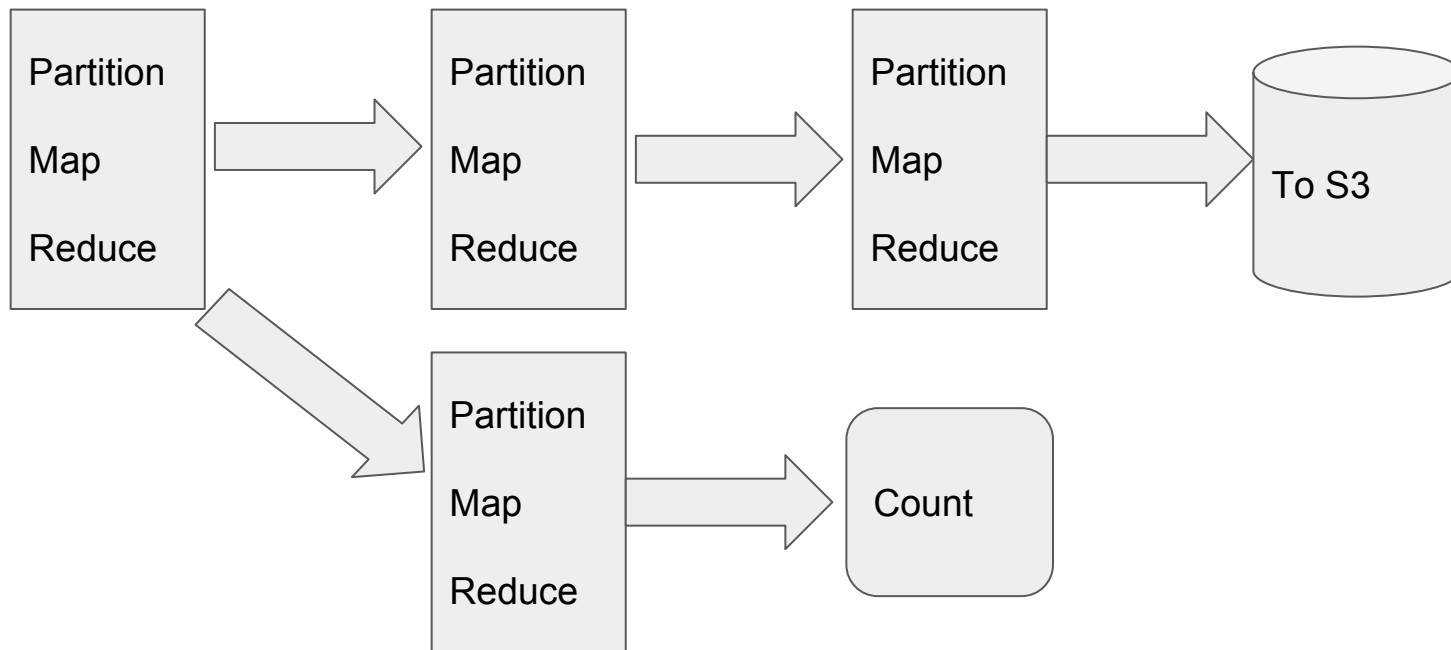 Partition
Map
Reduce
Partition
Map
Reduce
Partition
Map
Reduce
To S3
Partition
Map
Reduce
Count